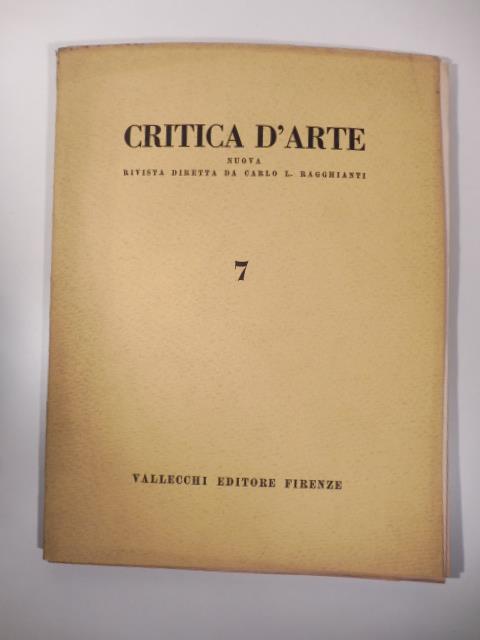 CRITICA D'ARTE
NUOVA
RIVISTA DIRETTA DA CARLO L. RAGGHIANTI
7
VALLECCHI EDITORE FIRENZE